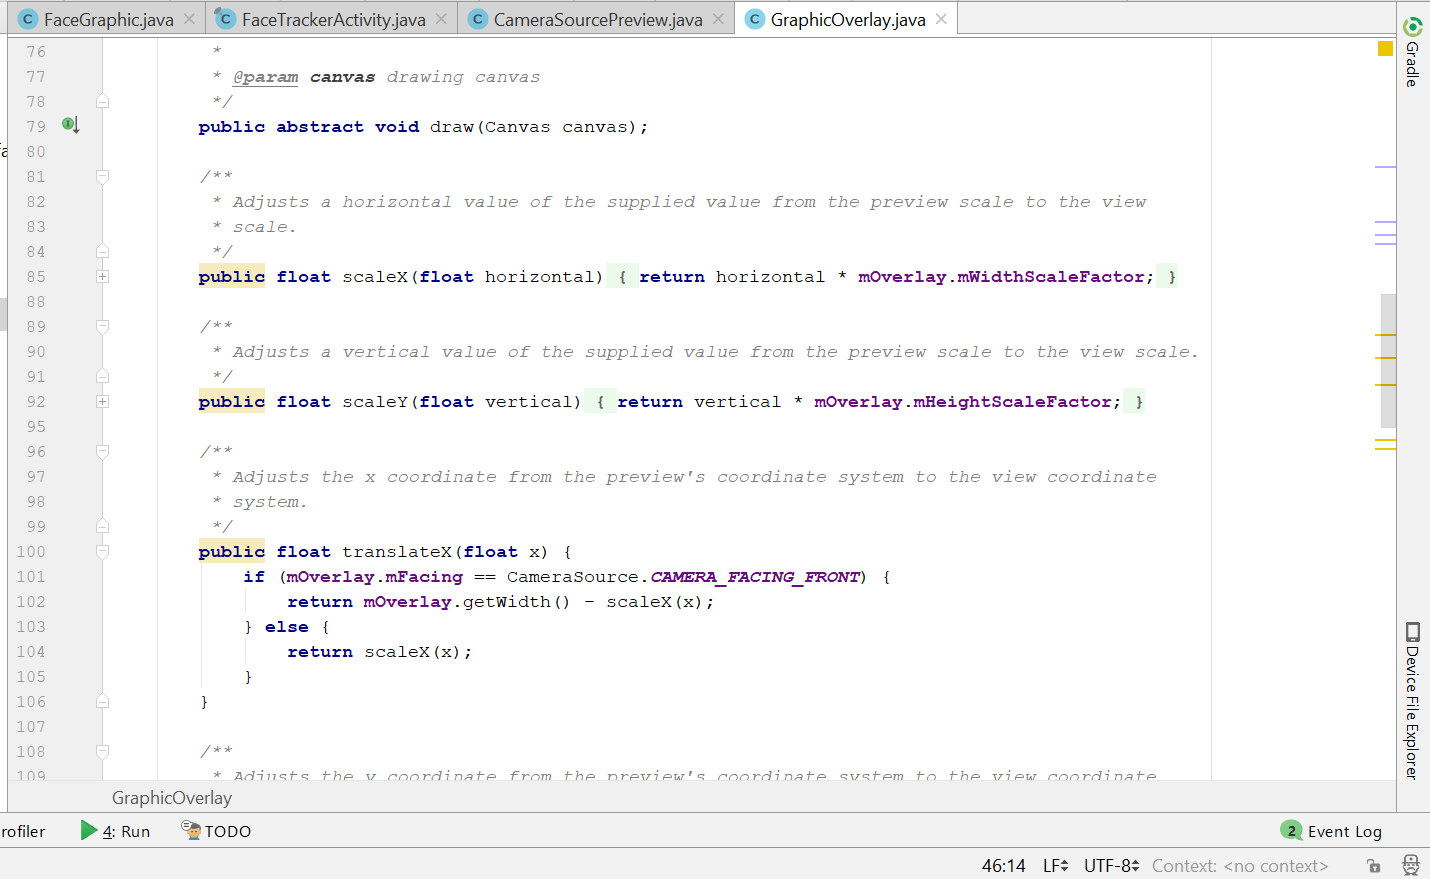 FaceGraphic.java FaceTrackerActivity.java CameraSourcePreview.java GraphicOverlay.java
76 *
77 * @param canvas drawing canvas
78 */
79 public abstract void draw(Canvas canvas);
80
81 /**
82 * Adjusts a horizontal value of the supplied value from the preview scale to the view
83 * scale.
84 */
85 public float scaleX(float horizontal) { return horizontal * mOverlay.mWidthScaleFactor; }
88
89 /**
90 * Adjusts a vertical value of the supplied value from the preview scale to the view scale.
91 */
92 public float scaleY(float vertical) { return vertical * mOverlay.mHeightScaleFactor; }
95
96 /**
97 * Adjusts the x coordinate from the preview's coordinate system to the view coordinate
98 * system.
99 */
100 public float translateX(float x) {
101 if (mOverlay.mFacing == CameraSource.CAMERA_FACING_FRONT) {
102 return mOverlay.getWidth() - scaleX(x);
103 } else {
104 return scaleX(x);
105 }
106 }
107
108 /**
109 * Adjusts the y coordinate from the preview's coordinate system to the view coordinate
Gradle
Device File Explorer
GraphicOverlay
rofiler 4: Run TODO 2 Event Log
46:14 LF UTF-8 Context: <no context>